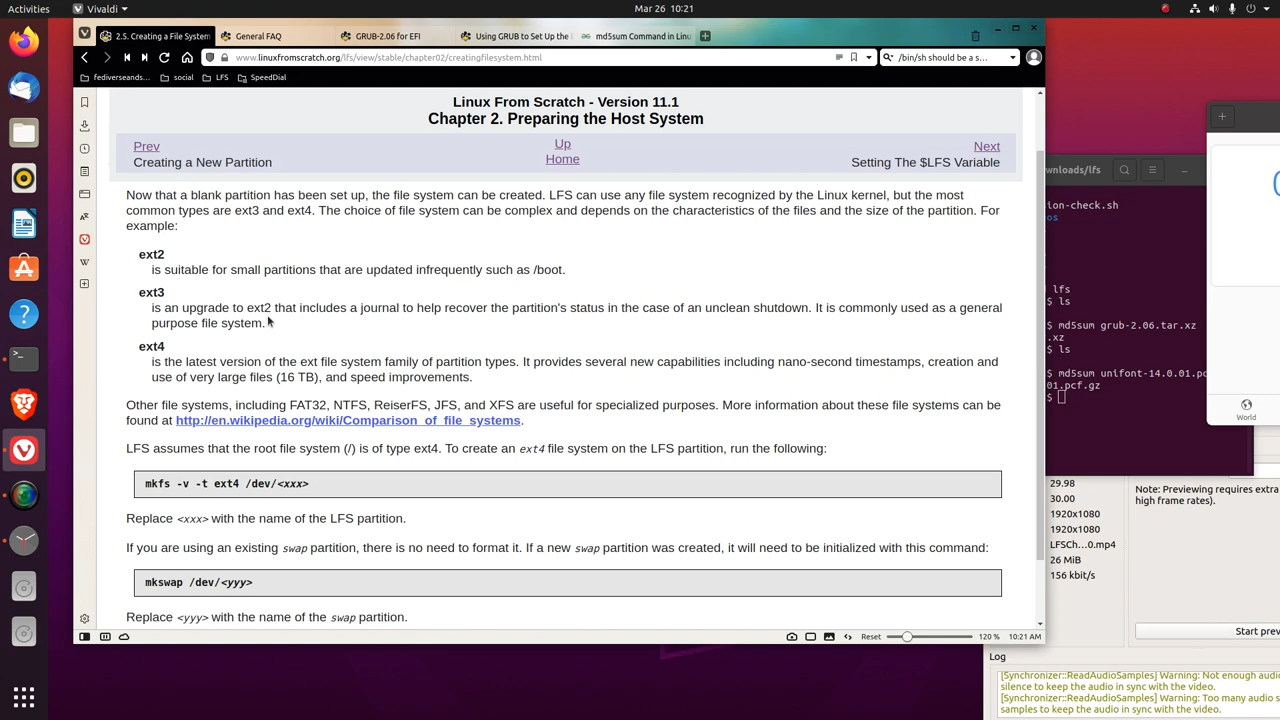 Activities
Vivaldi
Mar 26 10:21
2.5. Creating a File System
General FAQ
GRUB-2.06 for EFI
Using GRUB to Set Up the
md5sum Command in Linu
www.linuxfromscratch.org/lfs/view/stable/chapter02/creatingfilesystem.html
/bin/sh should be a s...
fediverseands...
social
LFS
SpeedDial
Linux From Scratch - Version 11.1
Chapter 2. Preparing the Host System
Prev
Up
Next
Creating a New Partition
Home
Setting The $LFS Variable
Now that a blank partition has been set up, the file system can be created. LFS can use any file system recognized by the Linux kernel, but the most
common types are ext3 and ext4. The choice of file system can be complex and depends on the characteristics of the files and the size of the partition. For
example:
ext2
is suitable for small partitions that are updated infrequently such as /boot.
ext3
is an upgrade to ext2 that includes a journal to help recover the partition's status in the case of an unclean shutdown. It is commonly used as a general
purpose file system.
ext4
is the latest version of the ext file system family of partition types. It provides several new capabilities including nano-second timestamps, creation and
use of very large files (16 TB), and speed improvements.
Other file systems, including FAT32, NTFS, ReiserFS, JFS, and XFS are useful for specialized purposes. More information about these file systems can be
found at http://en.wikipedia.org/wiki/Comparison_of_file_systems.
LFS assumes that the root file system (/) is of type ext4. To create an ext4 file system on the LFS partition, run the following:
mkfs -v -t ext4 /dev/<xxx>
Replace <xxx> with the name of the LFS partition.
If you are using an existing swap partition, there is no need to format it. If a new swap partition was created, it will need to be initialized with this command:
mkswap /dev/<yyy>
Replace <yyy> with the name of the swap partition.
Reset
120 %
10:21 AM
wnloads/lfs
ion-check.sh
os
lfs
$ ls
$ md5sum grub-2.06.tar.xz
.xz
$ ls
$ md5sum unifont-14.0.01.pc
01.pcf.gz
$
World
29.98
30.00
1920x1080
1920x1080
LFSCh...0.mp4
26 MiB
156 kbit/s
Note: Previewing requires extra
high frame rates).
Start prev
Log
[Synchronizer::ReadAudioSamples] Warning: Not enough audio
silence to keep the audio in sync with the video.
[Synchronizer::ReadAudioSamples] Warning: Too many audio s
samples to keep the audio in sync with the video.